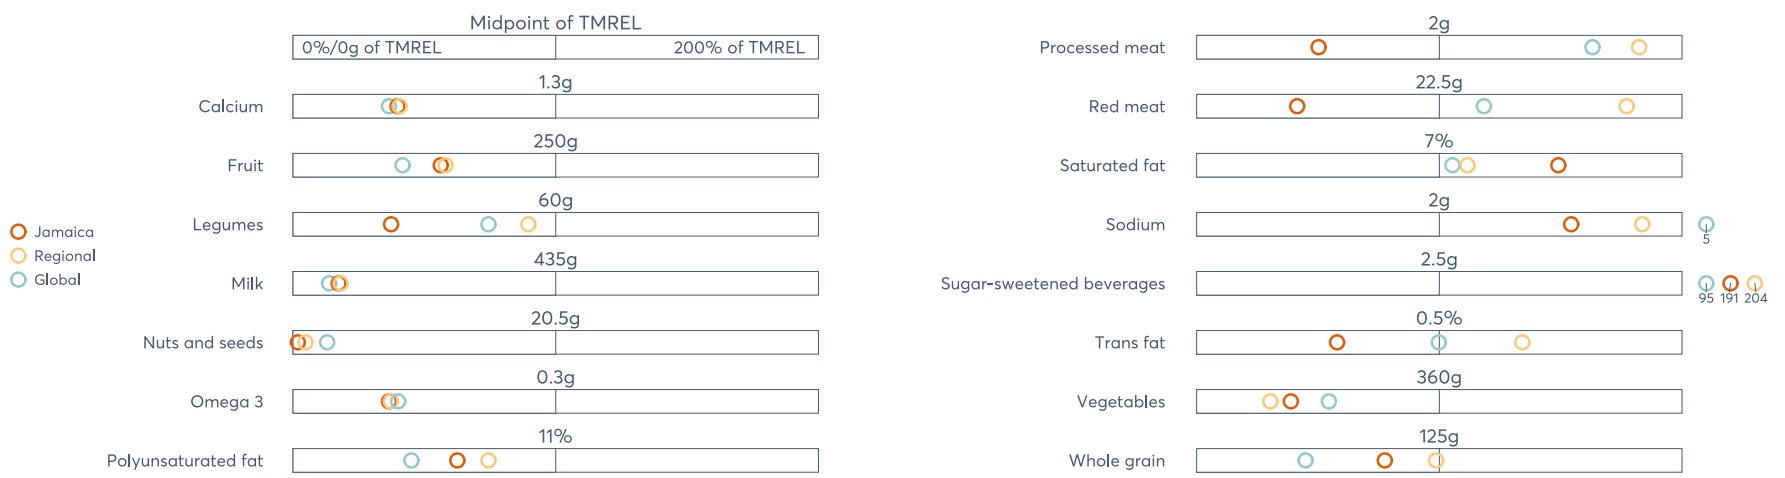 Midpoint of TMREL
0%/0g of TMREL 200% of TMREL
1.3g
Calcium
250g
Fruit
60g
Legumes
435g
Milk
20.5g
Nuts and seeds
0.3g
Omega 3
11%
Polyunsaturated fat
Jamaica
Regional
Global
2g
Processed meat
22.5g
Red meat
7%
Saturated fat
2g
Sodium
5
2.5g
Sugar-sweetened beverages
95 191 204
0.5%
Trans fat
360g
Vegetables
125g
Whole grain